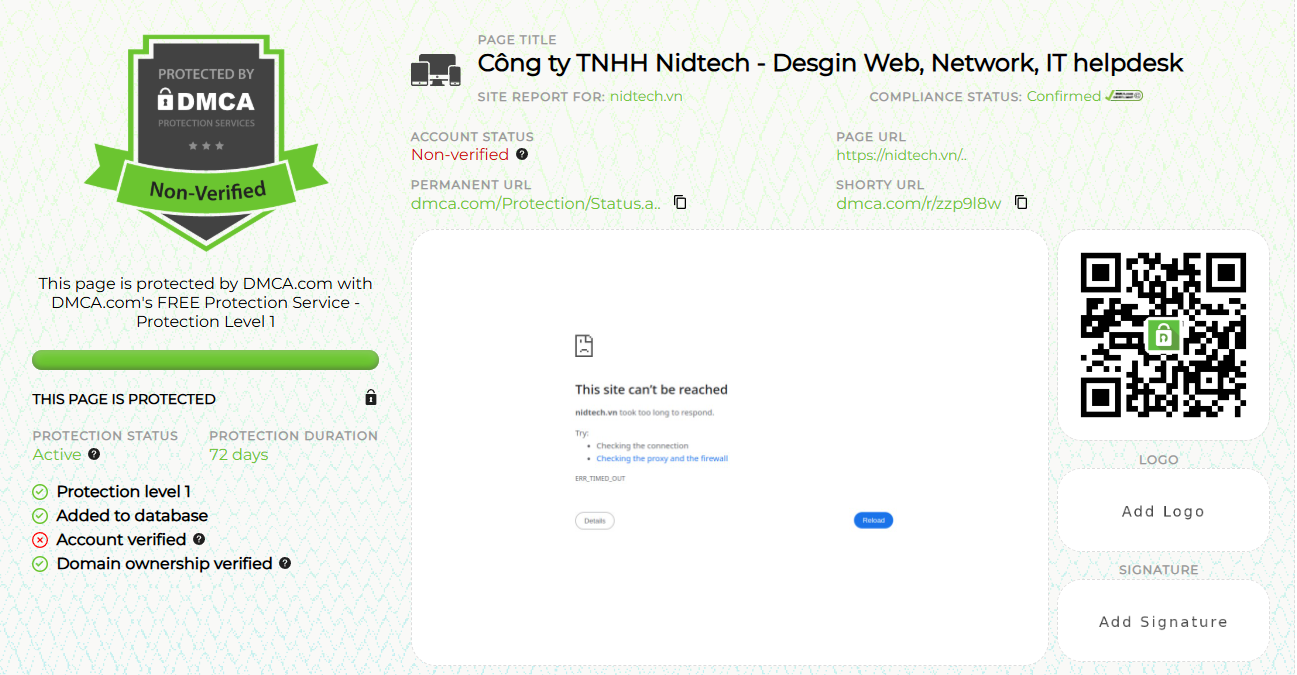 PROTECTED BY
DMCA
PROTECTION SERVICES
Non-Verified
This page is protected by DMCA.com with
DMCA.com's FREE Protection Service -
Protection Level 1
THIS PAGE IS PROTECTED
PROTECTION STATUS PROTECTION DURATION
Active ? 72 days
Protection level 1
Added to database
Account verified ?
Domain ownership verified ?
PAGE TITLE
Công ty TNHH Nidtech - Desgin Web, Network, IT helpdesk
SITE REPORT FOR: nidtech.vn COMPLIANCE STATUS: Confirmed
ACCOUNT STATUS PAGE URL
Non-verified ? https://nidtech.vn/..
PERMANENT URL SHORTY URL
dmca.com/Protection/Status.a.. dmca.com/r/zzp9l8w
This site can't be reached
nidtech.vn took too long to respond.
Try:
• Checking the connection
• Checking the proxy and the firewall
ERR_TIMED_OUT
Details Reload
D
LOGO
Add Logo
SIGNATURE
Add Signature